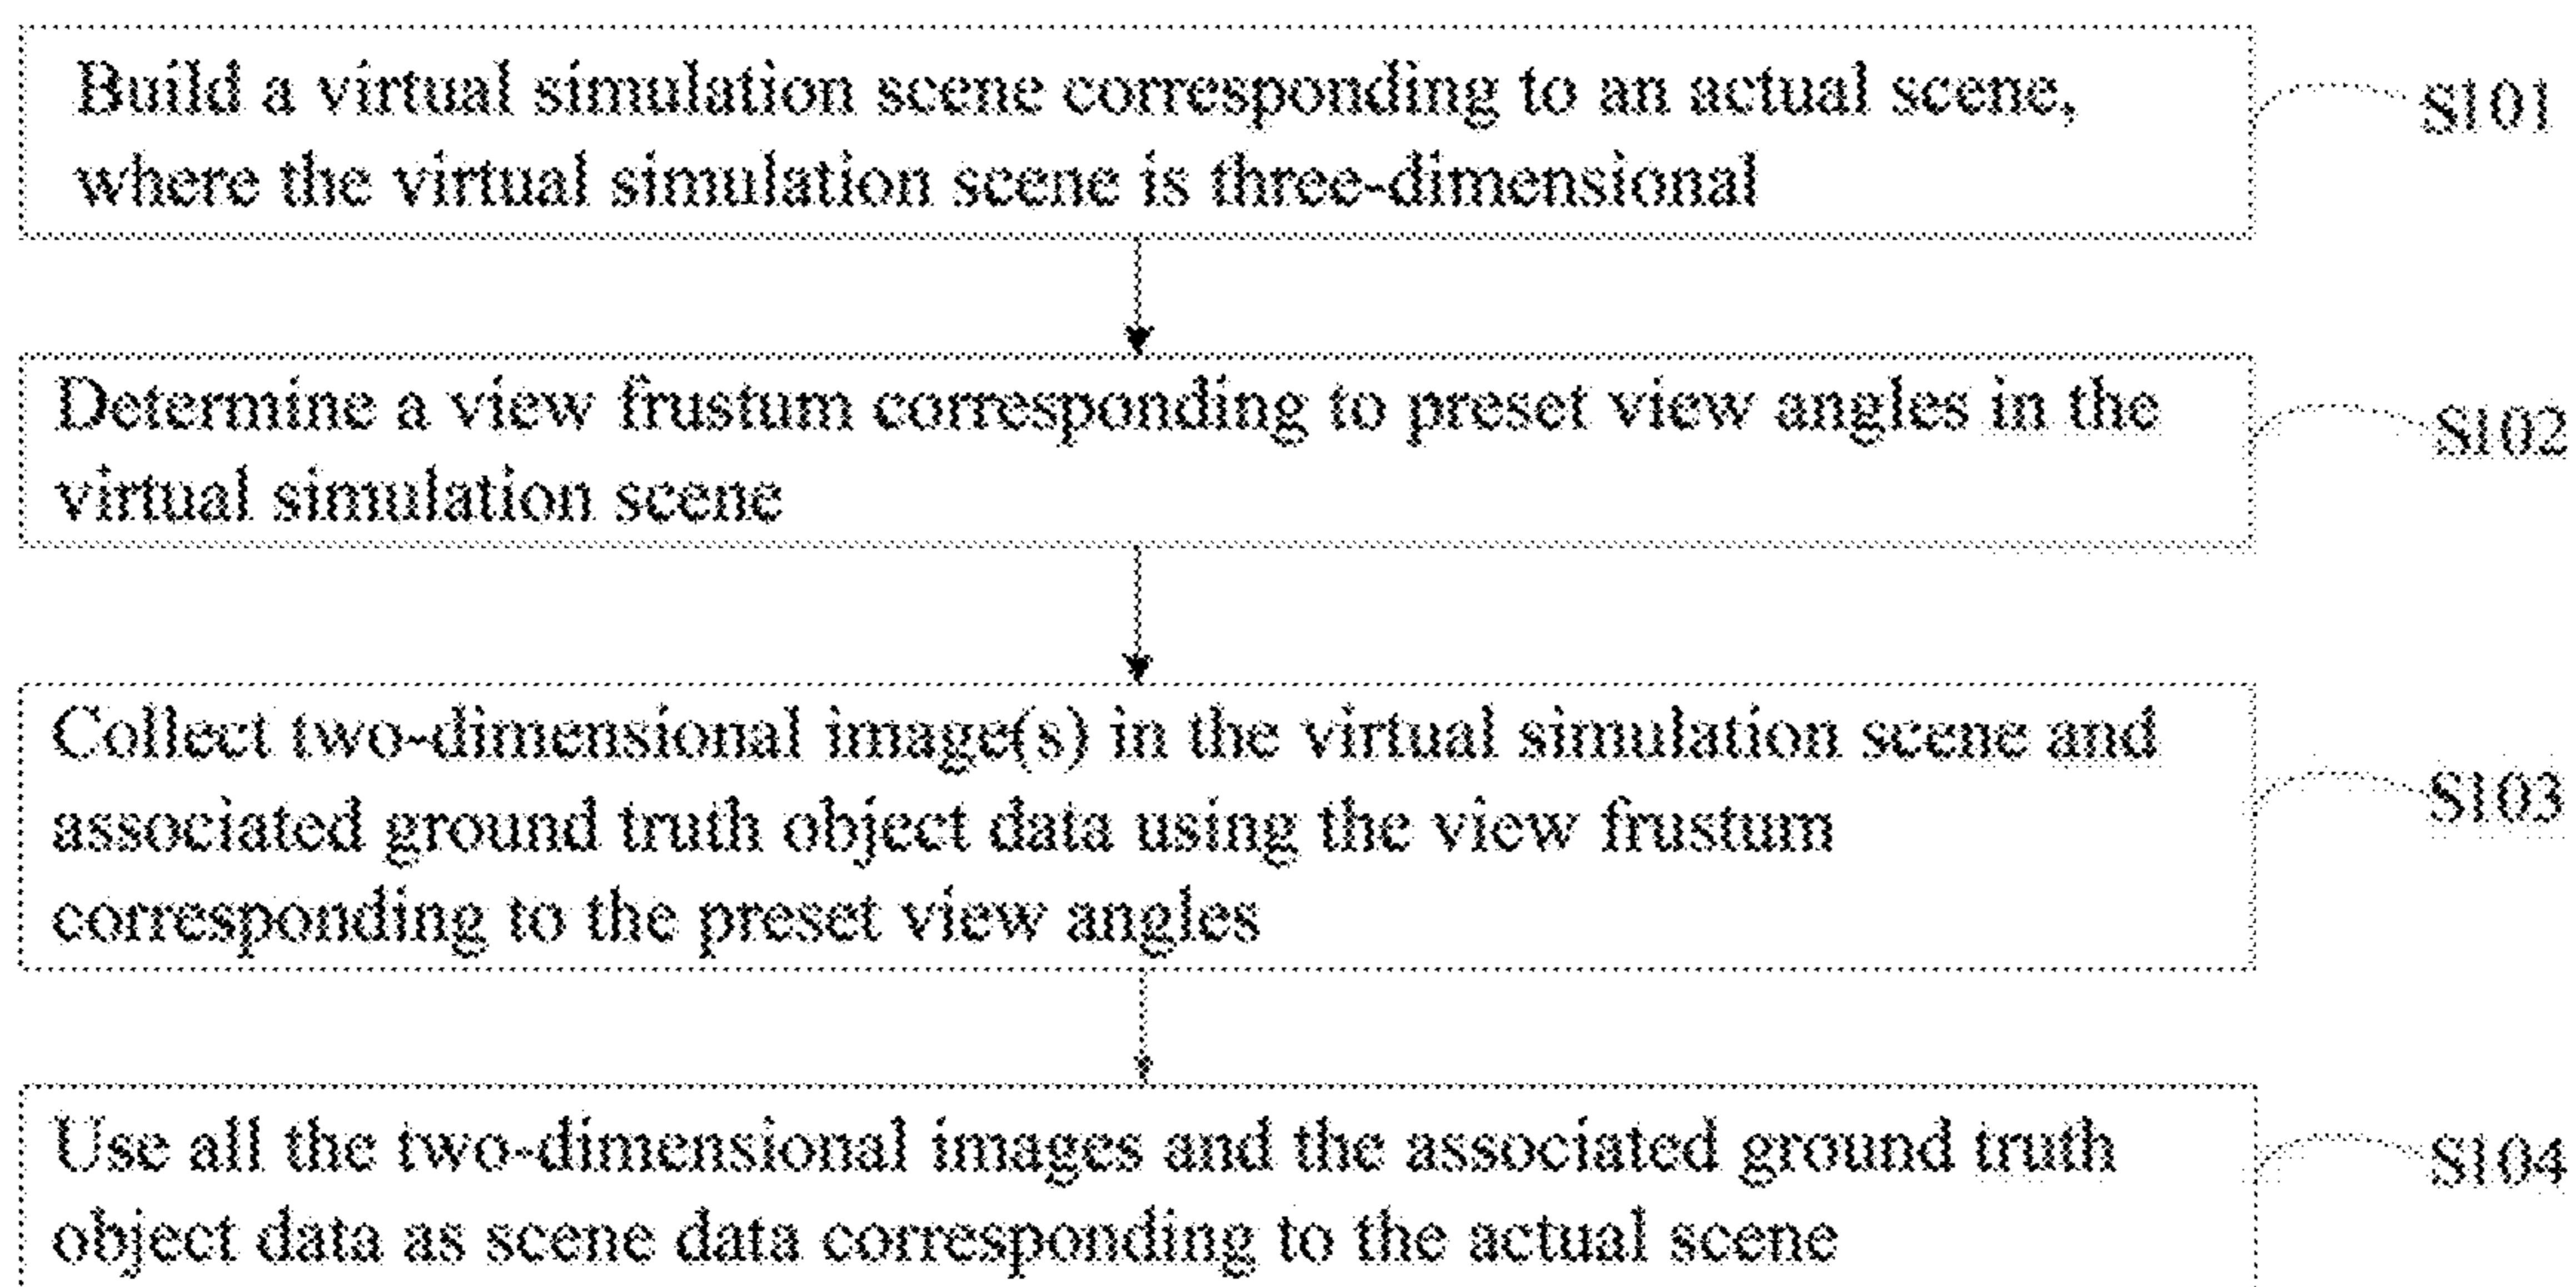 Build a virtual simulation scene corresponding to an actual scene,
where the virtual simulation scene is three-dimensional
S101
Determine a view frustum corresponding to preset view angles in the
virtual simulation scene
S102
Collect two-dimensional image(s) in the virtual simulation scene and
associated ground truth object data using the view frustum
corresponding to the preset view angles
S103
Use all the two-dimensional images and the associated ground truth
object data as scene data corresponding to the actual scene
S104